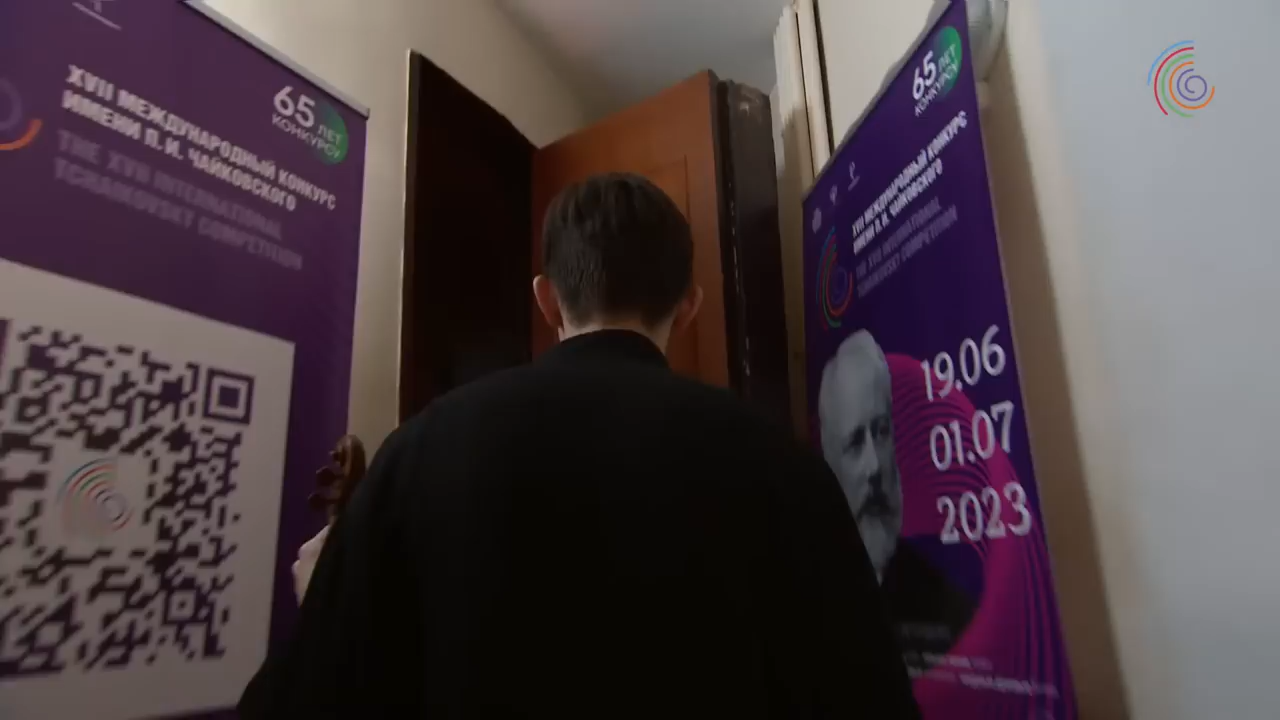 65 ЛЕТ
КОНКУРСУ
XVII МЕЖДУНАРОДНЫЙ КОНКУРС
ИМЕНИ П. И. ЧАЙКОВСКОГО
THE XVII INTERNATIONAL
TCHAIKOVSKY COMPETITION
65 ЛЕТ
КОНКУРСУ
XVII МЕЖДУНАРОДНЫЙ КОНКУРС
ИМЕНИ П. И. ЧАЙКОВСКОГО
THE XVII INTERNATIONAL
TCHAIKOVSKY COMPETITION
19.06
01.07
2023